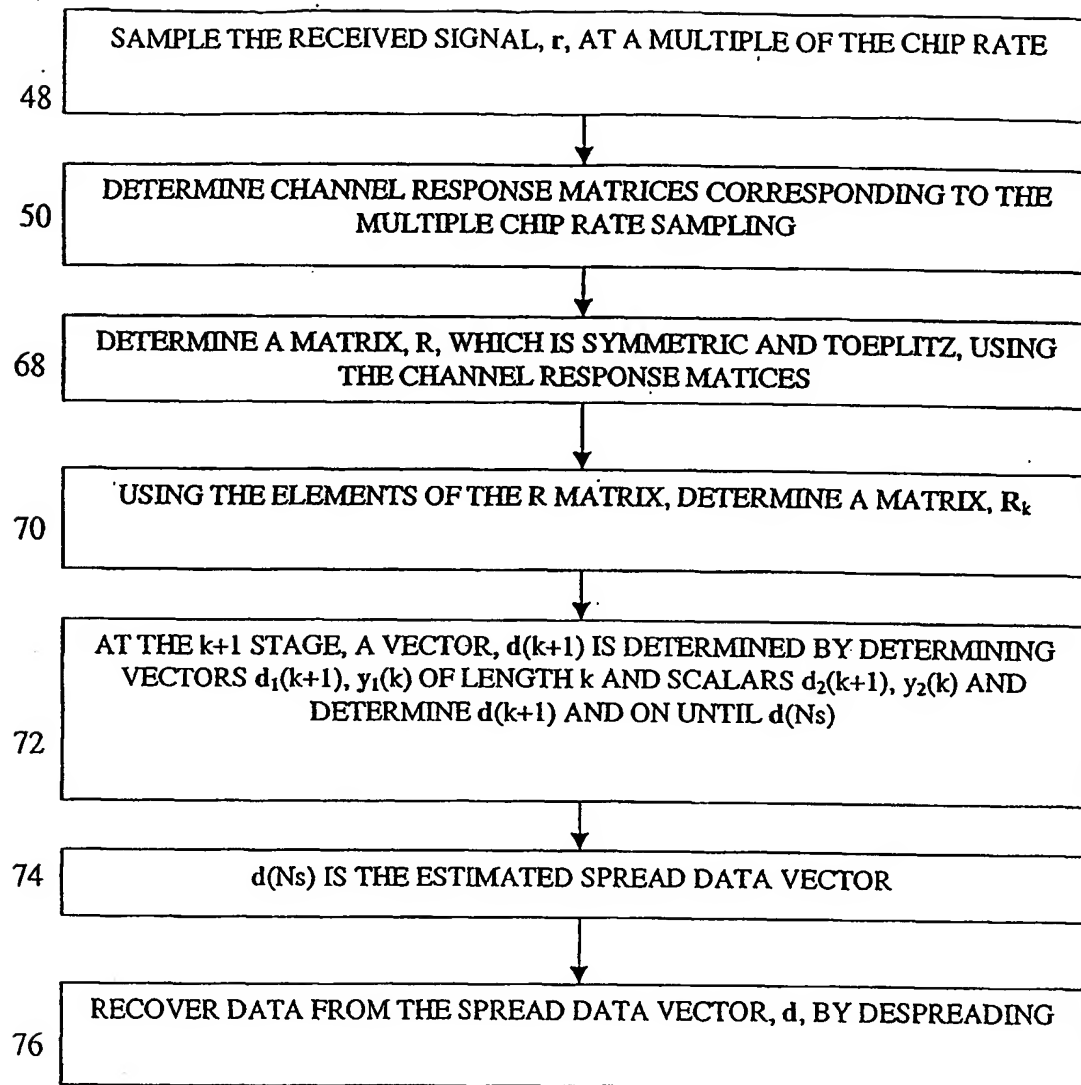 SAMPLE THE RECEIVED SIGNAL, r, AT A MULTIPLE OF THE CHIP RATE
48
DETERMINE CHANNEL RESPONSE MATRICES CORRESPONDING TO THE
MULTIPLE CHIP RATE SAMPLING
50
DETERMINE A MATRIX, R, WHICH IS SYMMETRIC AND TOEPLITZ, USING
THE CHANNEL RESPONSE MATICES
68
USING THE ELEMENTS OF THE R MATRIX, DETERMINE A MATRIX, Rₖ
70
AT THE k+1 STAGE, A VECTOR, d(k+1) IS DETERMINED BY DETERMINING
VECTORS d₁(k+1), y₁(k) OF LENGTH k AND SCALARS d₂(k+1), y₂(k) AND
DETERMINE d(k+1) AND ON UNTIL d(Ns)
72
74
d(Ns) IS THE ESTIMATED SPREAD DATA VECTOR
RECOVER DATA FROM THE SPREAD DATA VECTOR, d, BY DESPREADING
76